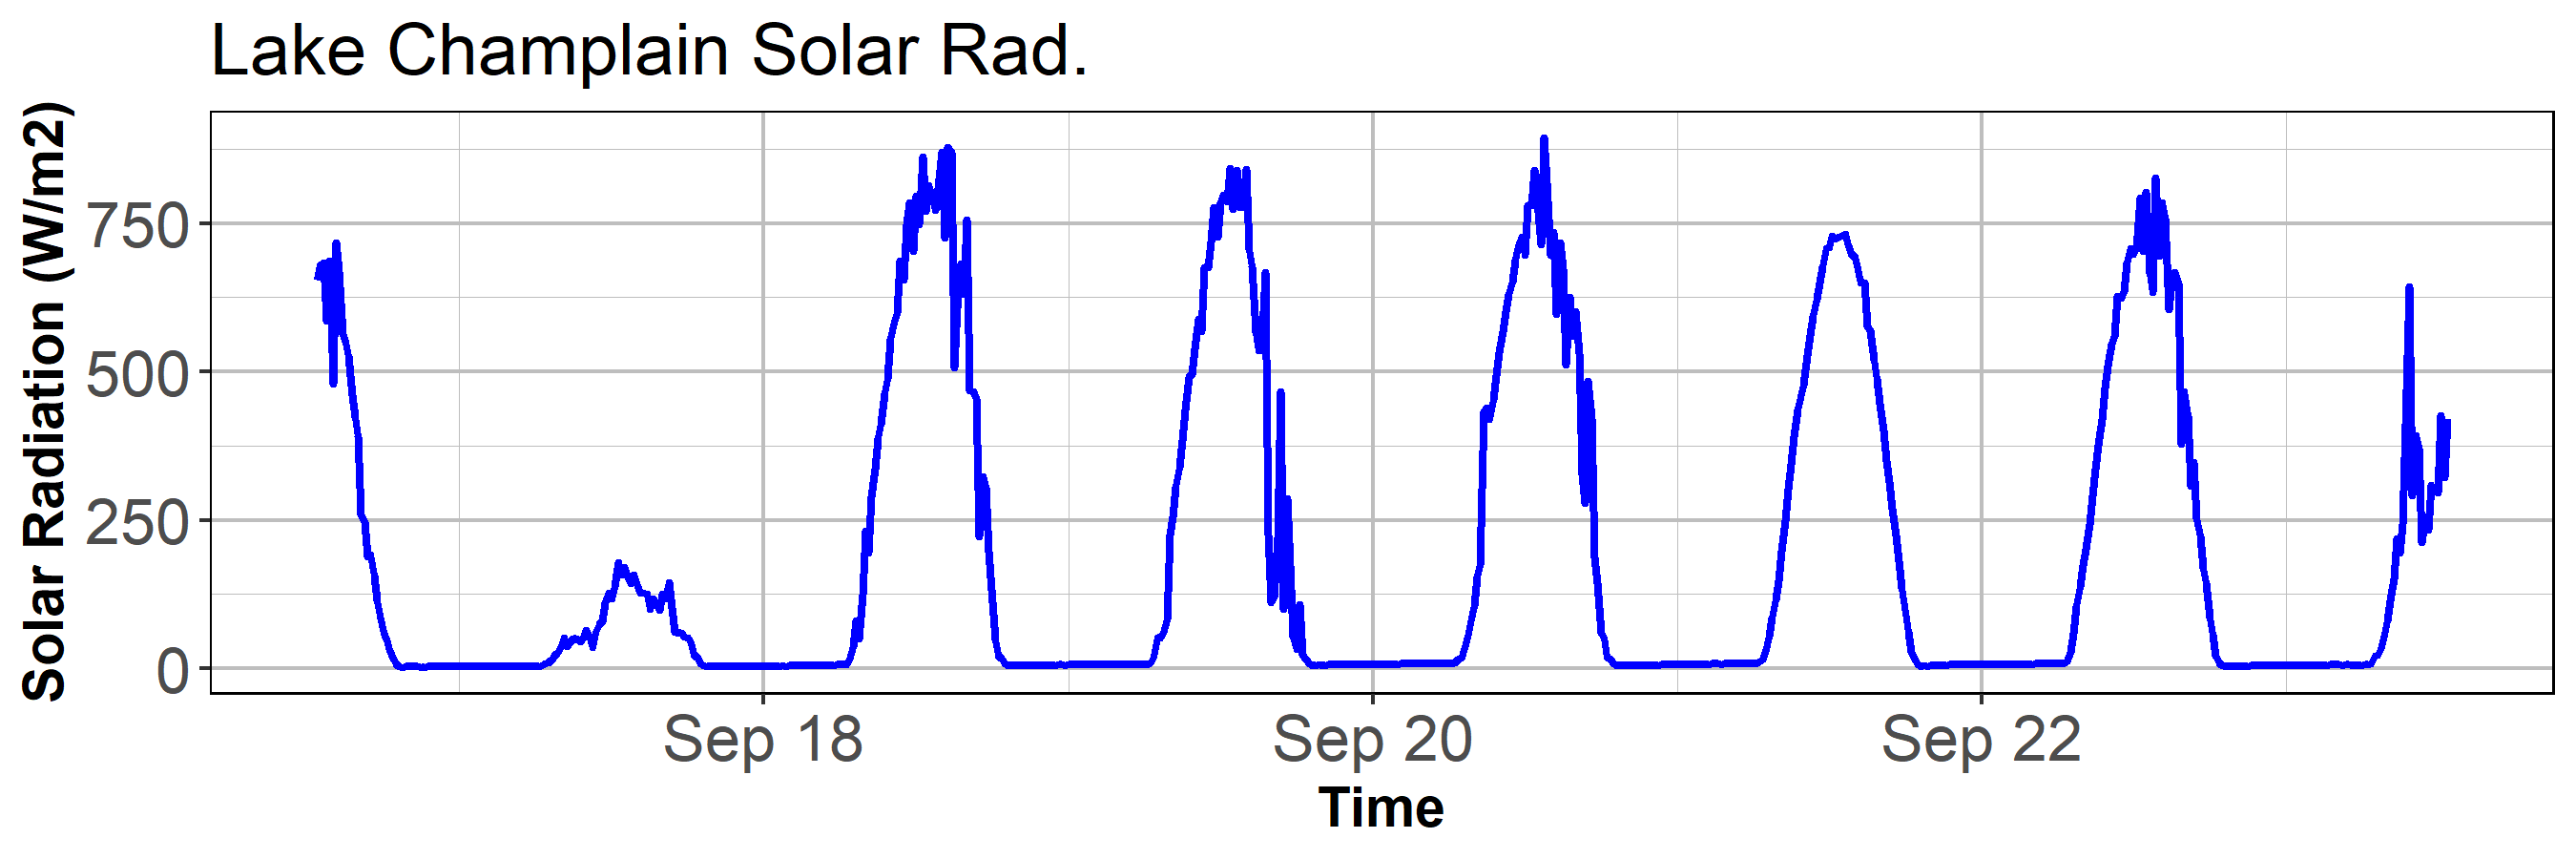 Lake Champlain Solar Rad.
Solar Radiation (W/m2)
750
500
250
0
Sep 18
Sep 20
Sep 22
Time